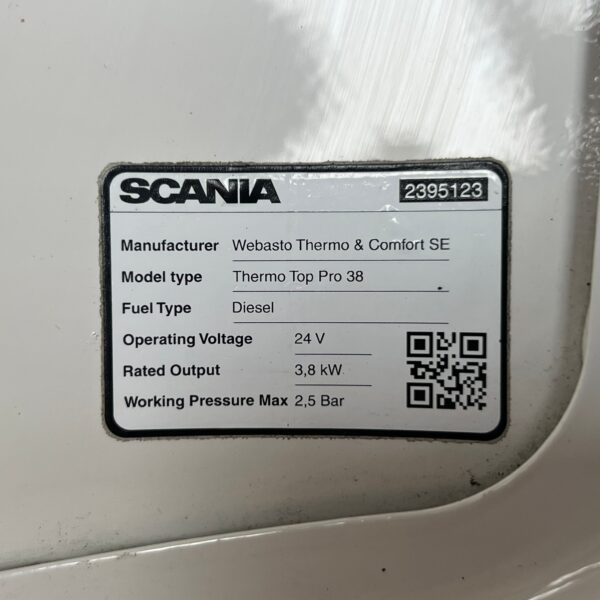 SCANIA 2395123
Manufacturer Webasto Thermo & Comfort SE
Model type Thermo Top Pro 38
Fuel Type Diesel
Operating Voltage 24 V
Rated Output 3,8 kW
Working Pressure Max 2,5 Bar